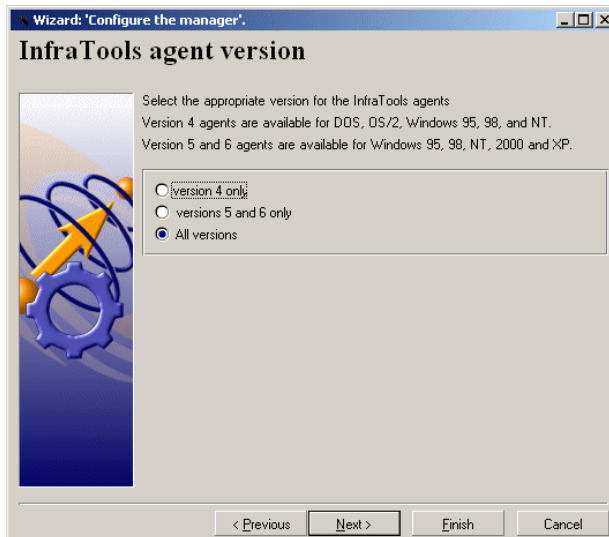 Wizard: 'Configure the manager'.
InfraTools agent version
Select the appropriate version for the InfraTools agents
Version 4 agents are available for DOS, OS/2, Windows 95, 98, and NT.
Version 5 and 6 agents are available for Windows 95, 98, NT, 2000 and XP.
version 4 only
versions 5 and 6 only
All versions
< Previous
Next >
Finish
Cancel